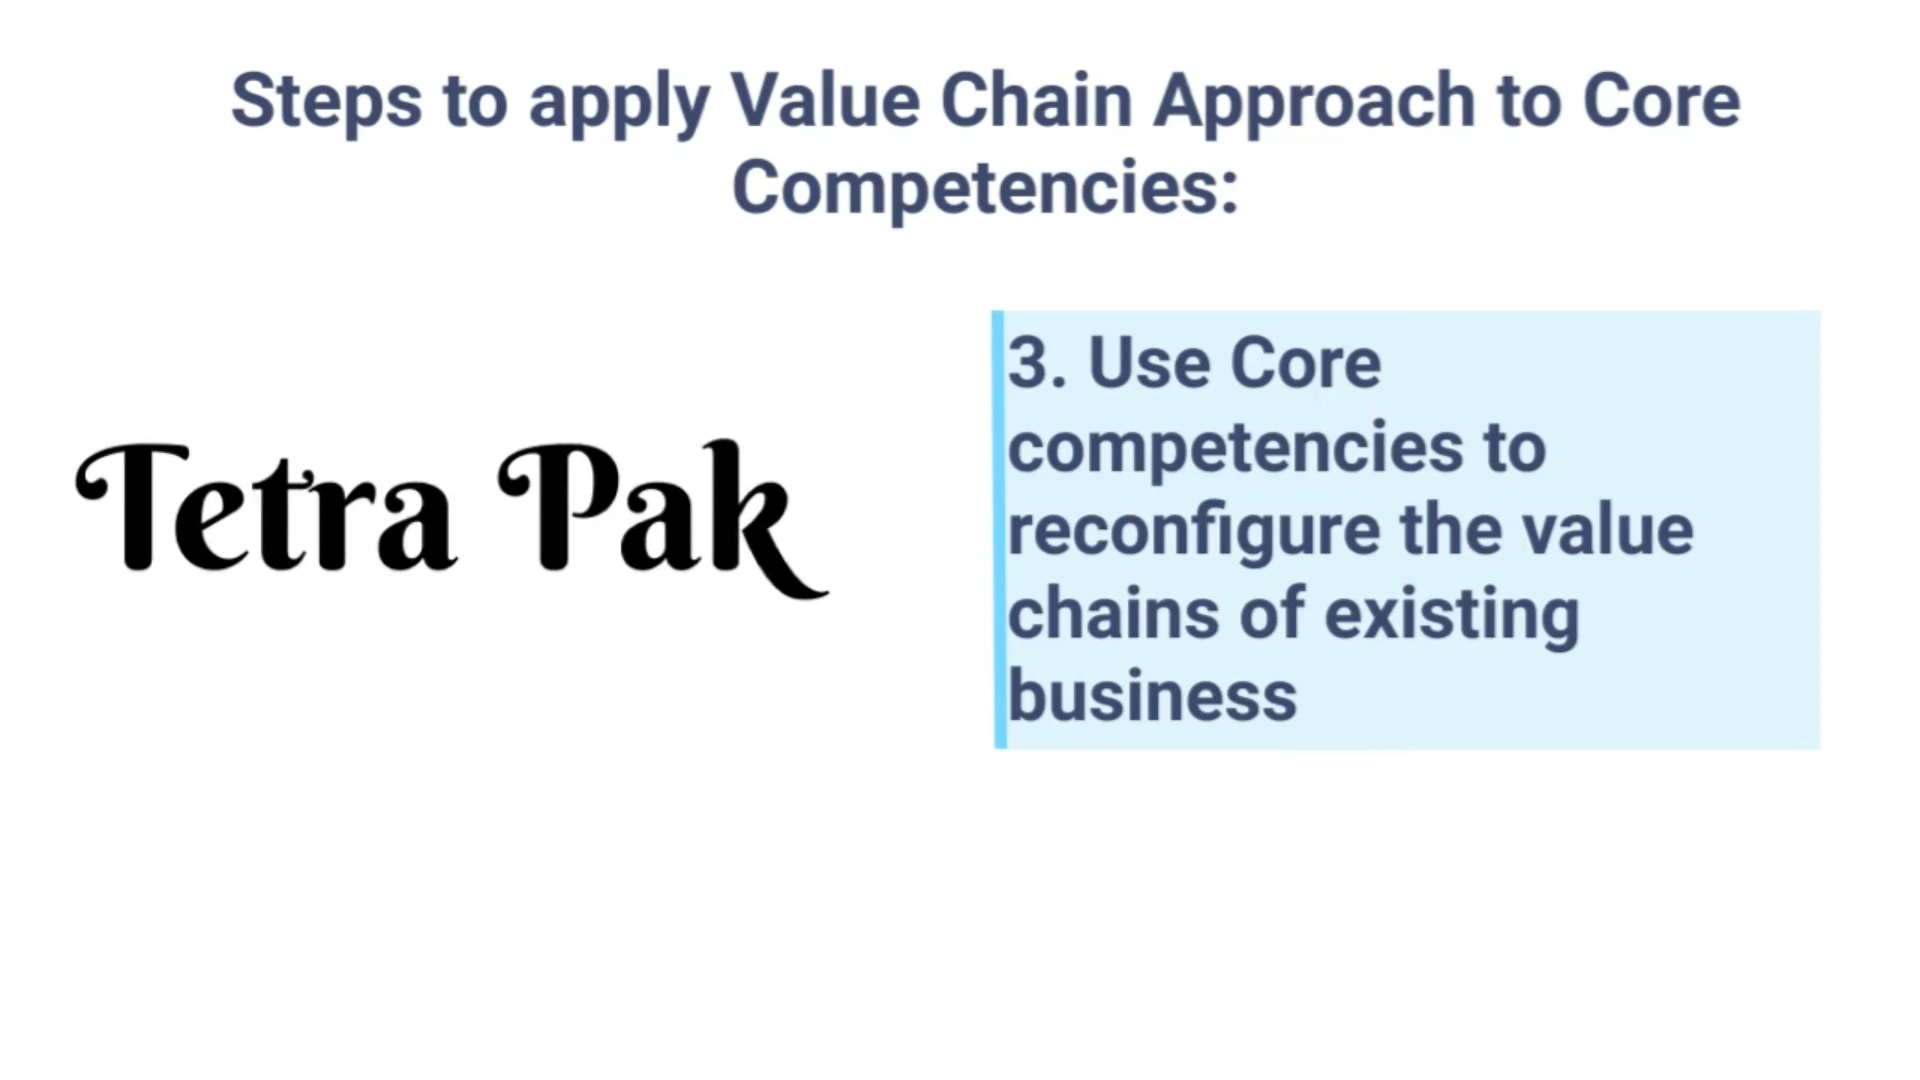 Steps to apply Value Chain Approach to Core
Competencies:
Tetra Pak
3. Use Core
competencies to
reconfigure the value
chains of existing
business